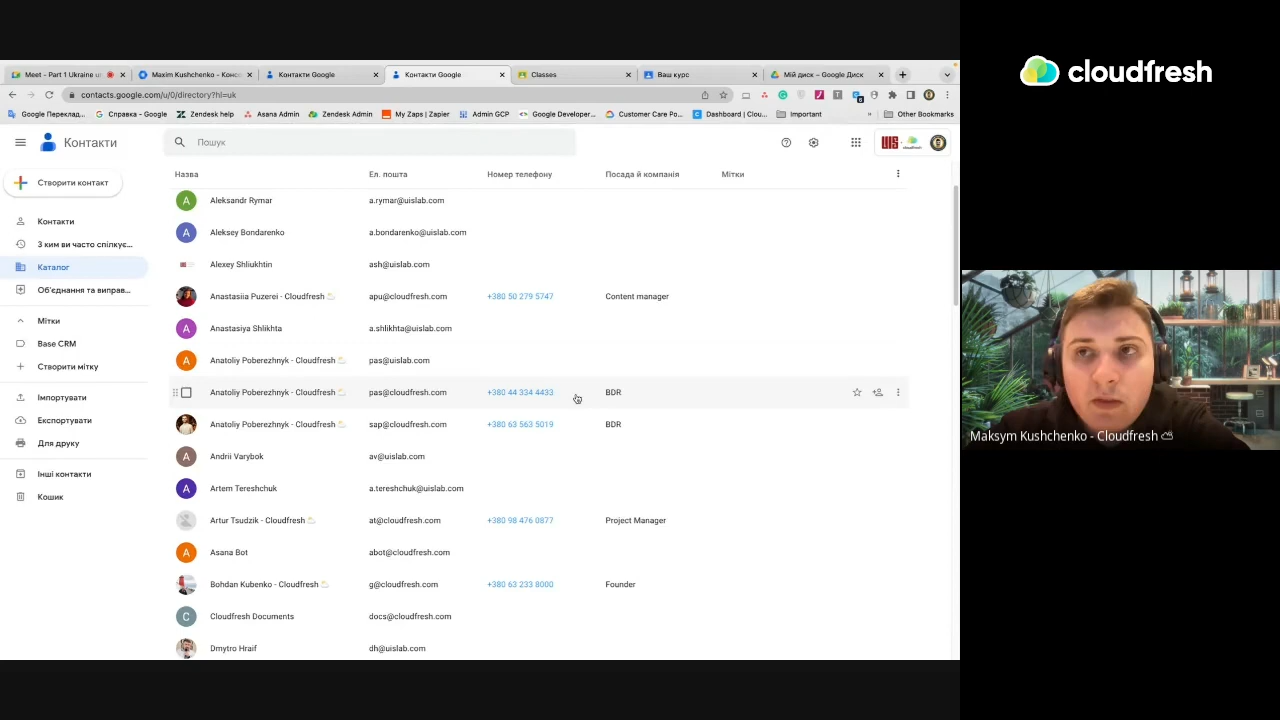 cloudfresh
Meet - Part 1 Ukraine u
Maxim Kushchenko - Конс
Контакти Google
Контакти Google
Classes
Ваш курс
Мій диск – Google Диск
contacts.google.com/u/0/directory?hl=uk
Google Переклад...
Справка - Google
Zendesk help
Asana Admin
Zendesk Admin
My Zaps | Zapier
Admin GCP
Google Developer...
Customer Care Po...
Dashboard | Clou...
Important
»
Other Bookmarks
Контакти
Пошук
UIS
cloudfresh
Створити контакт
Контакти
З ким ви часто спілкує...
Каталог
Об'єднання та виправ...
Мітки
Base CRM
Створити мітку
Імпортувати
Експортувати
Для друку
Інші контакти
Кошик
Назва Ел. пошта Номер телефону Посада й компанія Мітки
A Aleksandr Rymar a.rymar@uislab.com
A Aleksey Bondarenko a.bondarenko@uislab.com
Alexey Shliukhtin ash@uislab.com
Anastasiia Puzerei - Cloudfresh apu@cloudfresh.com +380 50 279 5747 Content manager
A Anastasiya Shlikhta a.shlikhta@uislab.com
A Anatoliy Poberezhnyk - Cloudfresh pas@uislab.com
Anatoliy Poberezhnyk - Cloudfresh pas@cloudfresh.com +380 44 334 4433 BDR
Anatoliy Poberezhnyk - Cloudfresh sap@cloudfresh.com +380 63 563 5019 BDR
A Andrii Varybok av@uislab.com
A Artem Tereshchuk a.tereshchuk@uislab.com
Artur Tsudzik - Cloudfresh at@cloudfresh.com +380 98 476 0877 Project Manager
A Asana Bot abot@cloudfresh.com
Bohdan Kubenko - Cloudfresh g@cloudfresh.com +380 63 233 8000 Founder
C Cloudfresh Documents docs@cloudfresh.com
Dmytro Hraif dh@uislab.com
Maksym Kushchenko - Cloudfresh